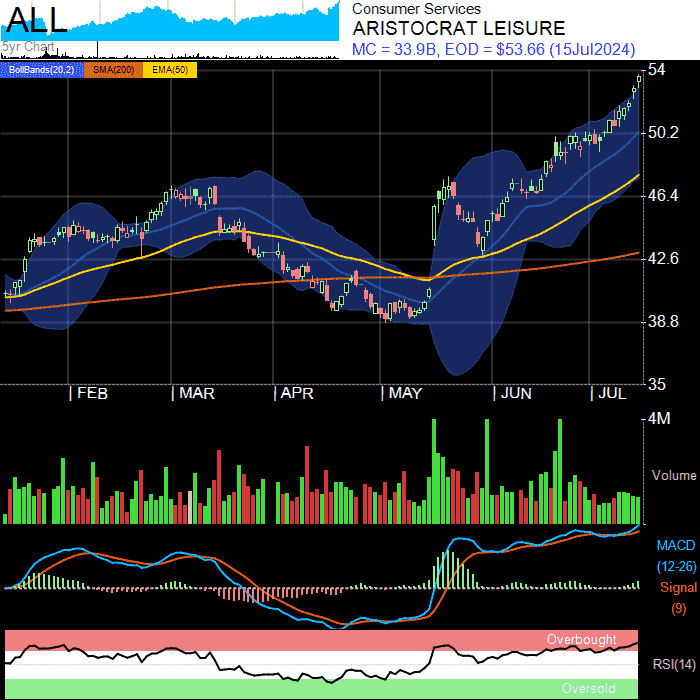 ALL
5yr Chart
Consumer Services
ARISTOCRAT LEISURE
MC = 33.9B, EOD = $53.66 (15Jul2024)
BollBands(20,2) SMA(200) EMA(50)
54
50.2
46.4
42.6
38.8
35
| FEB | MAR | APR | MAY | JUN | JUL
4M
Volume
MACD
(12-26)
Signal
(9)
Overbought
RSI(14)
Oversold